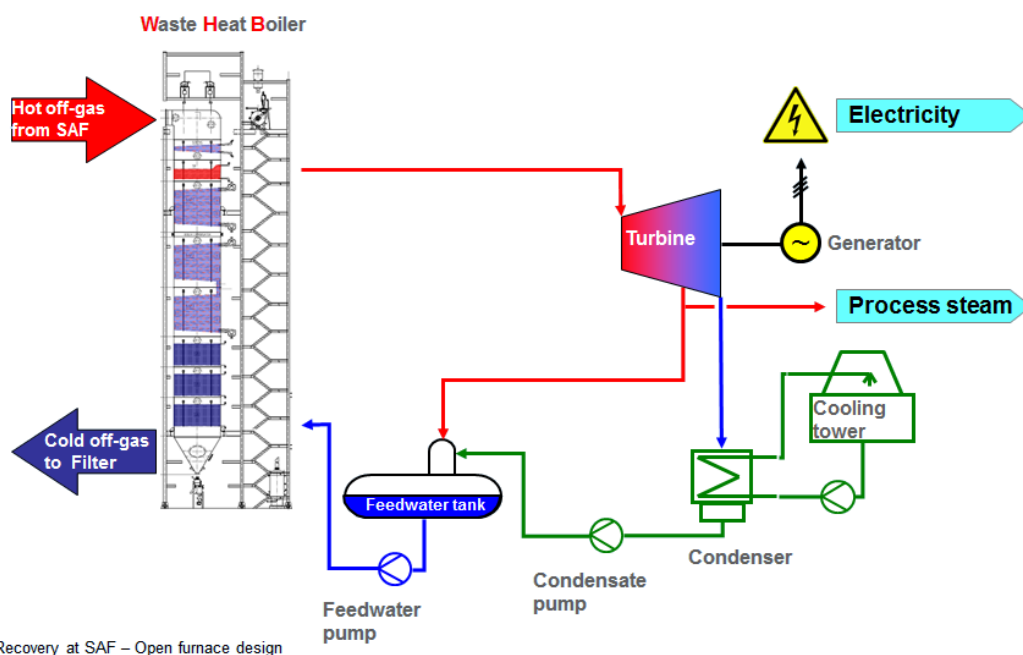 Waste Heat Boiler
Hot off-gas
from SAF
Electricity
Turbine
~
Generator
Process steam
Cooling
tower
Cold off-gas
to Filter
Feedwater tank
Condenser
Condensate
pump
Feedwater
pump
Recovery at SAF – Open furnace design